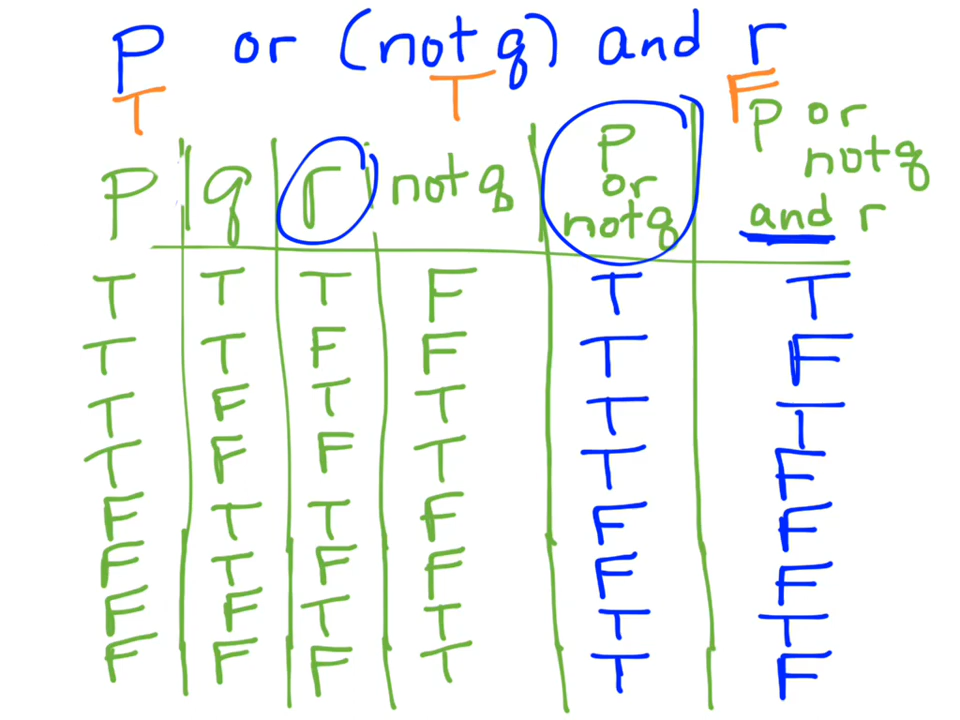 p or (not q) and r
T T F
p q r not q p or not q p or not q and r
T T T F T T
T T F F T F
T F T T T T
T F F T T F
F T T F F F
F T F F F F
F F T T T T
F F F T T F